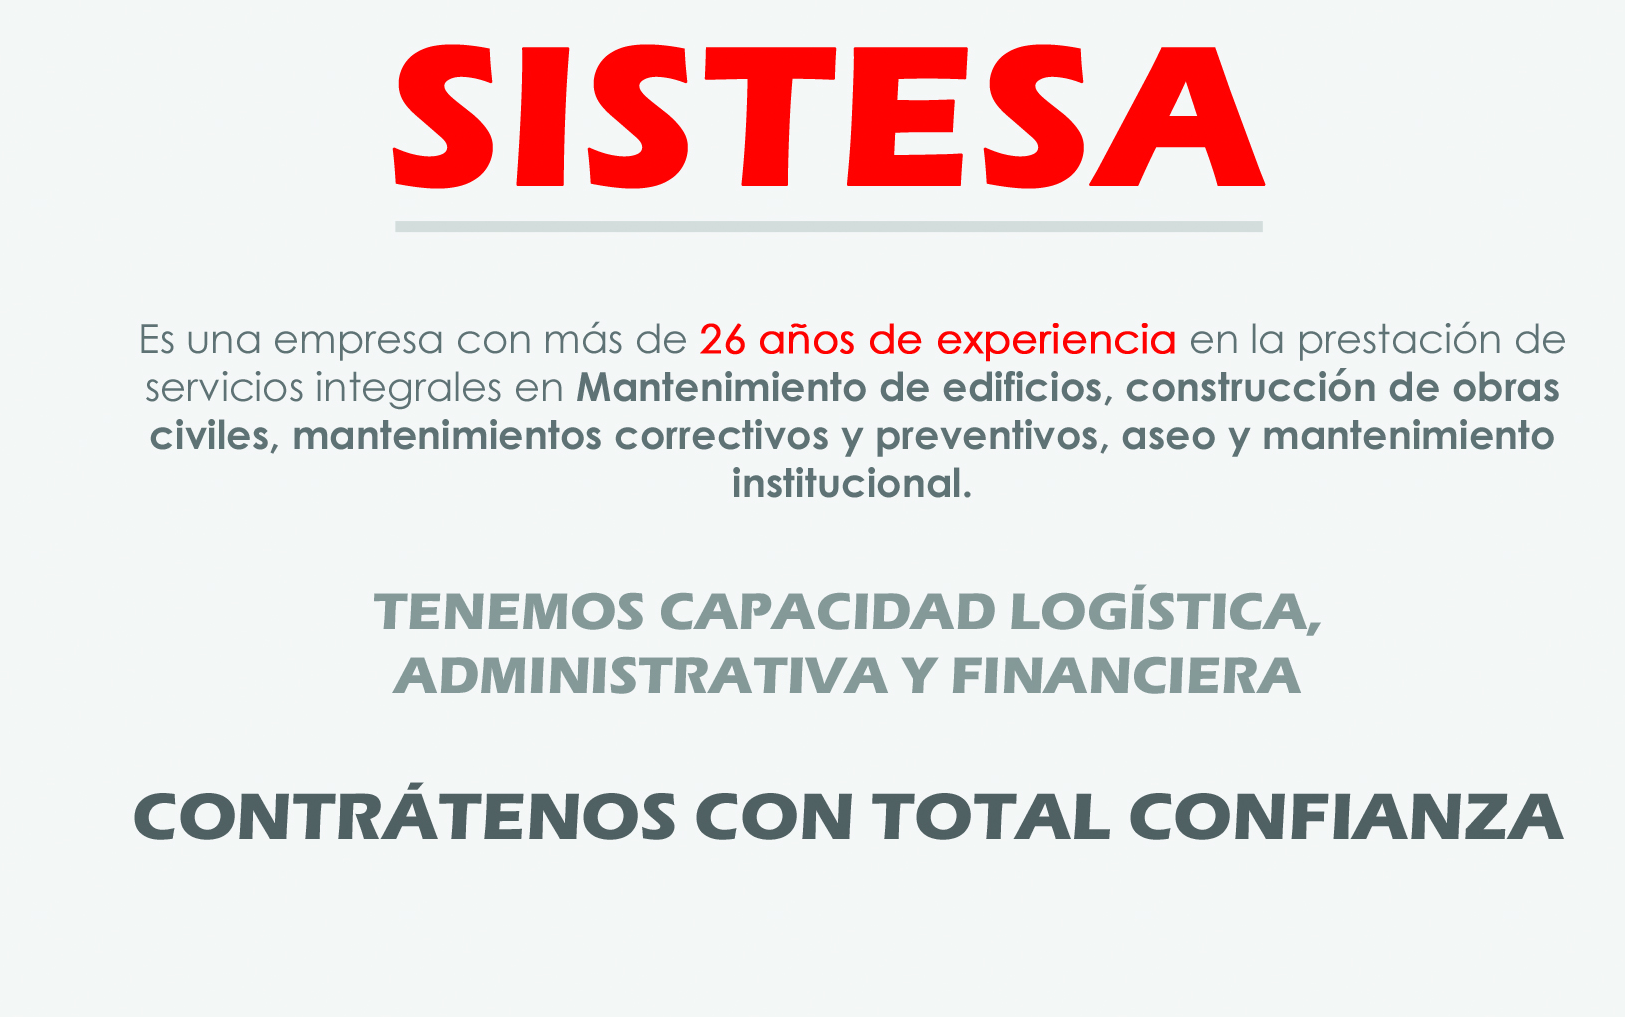 SISTESA
Es una empresa con más de 26 años de experiencia en la prestación de
servicios integrales en Mantenimiento de edificios, construcción de obras
civiles, mantenimientos correctivos y preventivos, aseo y mantenimiento
institucional.
TENEMOS CAPACIDAD LOGÍSTICA,
ADMINISTRATIVA Y FINANCIERA
CONTRÁTENOS CON TOTAL CONFIANZA